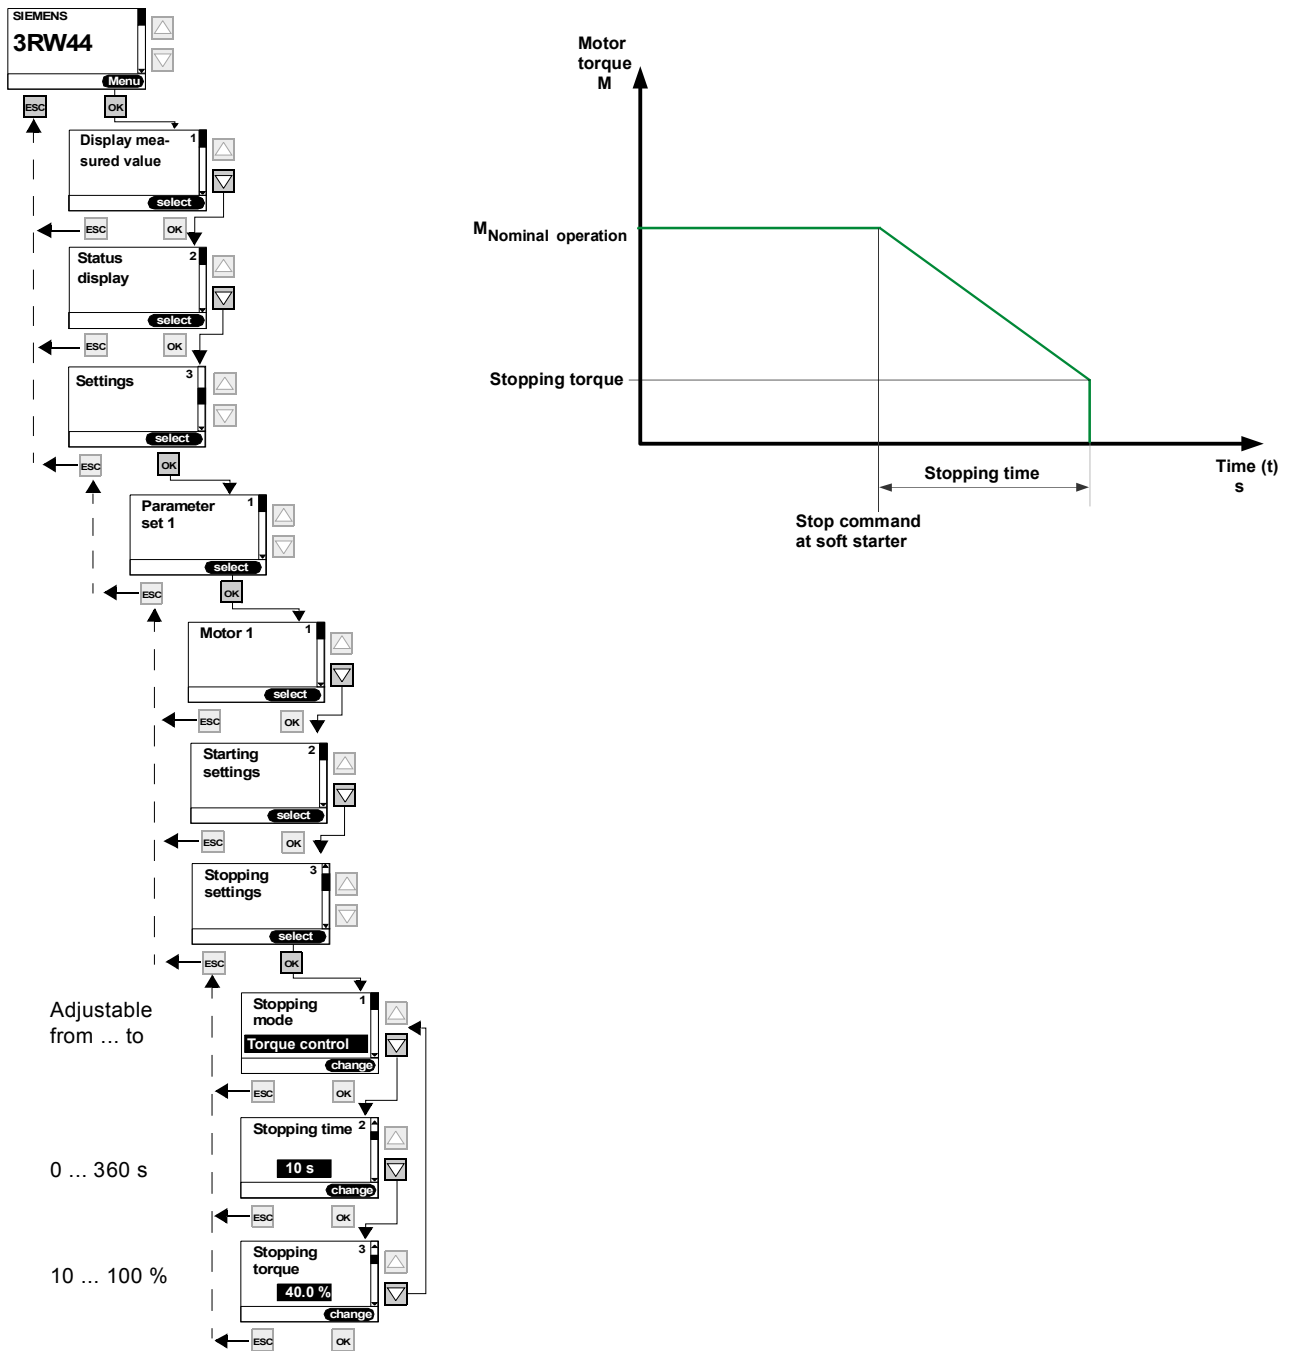 SIEMENS
3RW44
Menu
ESC
OK
Display mea-
sured value
1
select
ESC
OK
Status
display
2
select
ESC
OK
Settings
3
select
ESC
OK
Parameter
set 1
1
select
ESC
OK
Motor 1
1
select
ESC
OK
Starting
settings
2
select
ESC
OK
Stopping
settings
3
select
ESC
OK
Adjustable
from ... to
Stopping
mode
1
Torque control
change
ESC
OK
0 ... 360 s
Stopping time
2
10 s
change
ESC
OK
10 ... 100 %
Stopping
torque
3
40.0 %
change
ESC
OK
Motor
torque
M
M Nominal operation
Stopping torque
Stopping time
Time (t)
s
Stop command
at soft starter